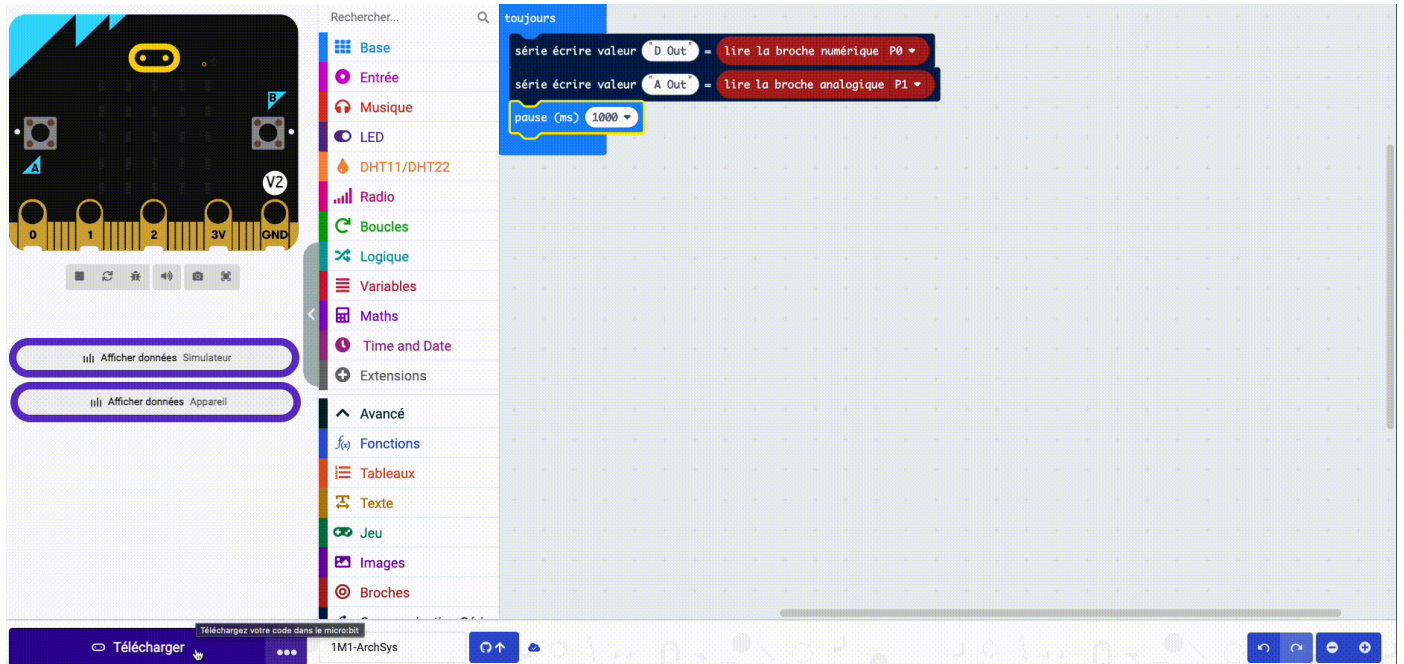 B
A
V2
0 1 2 3V GND
Afficher données Simulateur
Afficher données Appareil
Rechercher...
Base
Entrée
Musique
LED
DHT11/DHT22
Radio
Boucles
Logique
Variables
Maths
Time and Date
Extensions
Avancé
f(x) Fonctions
Tableaux
Texte
Jeu
Images
Broches
toujours
série écrire valeur "D Out" = lire la broche numérique P0
série écrire valeur "A Out" = lire la broche analogique P1
pause (ms) 1000
Téléchargez votre code dans le micro:bit
Télécharger
1M1-ArchSys